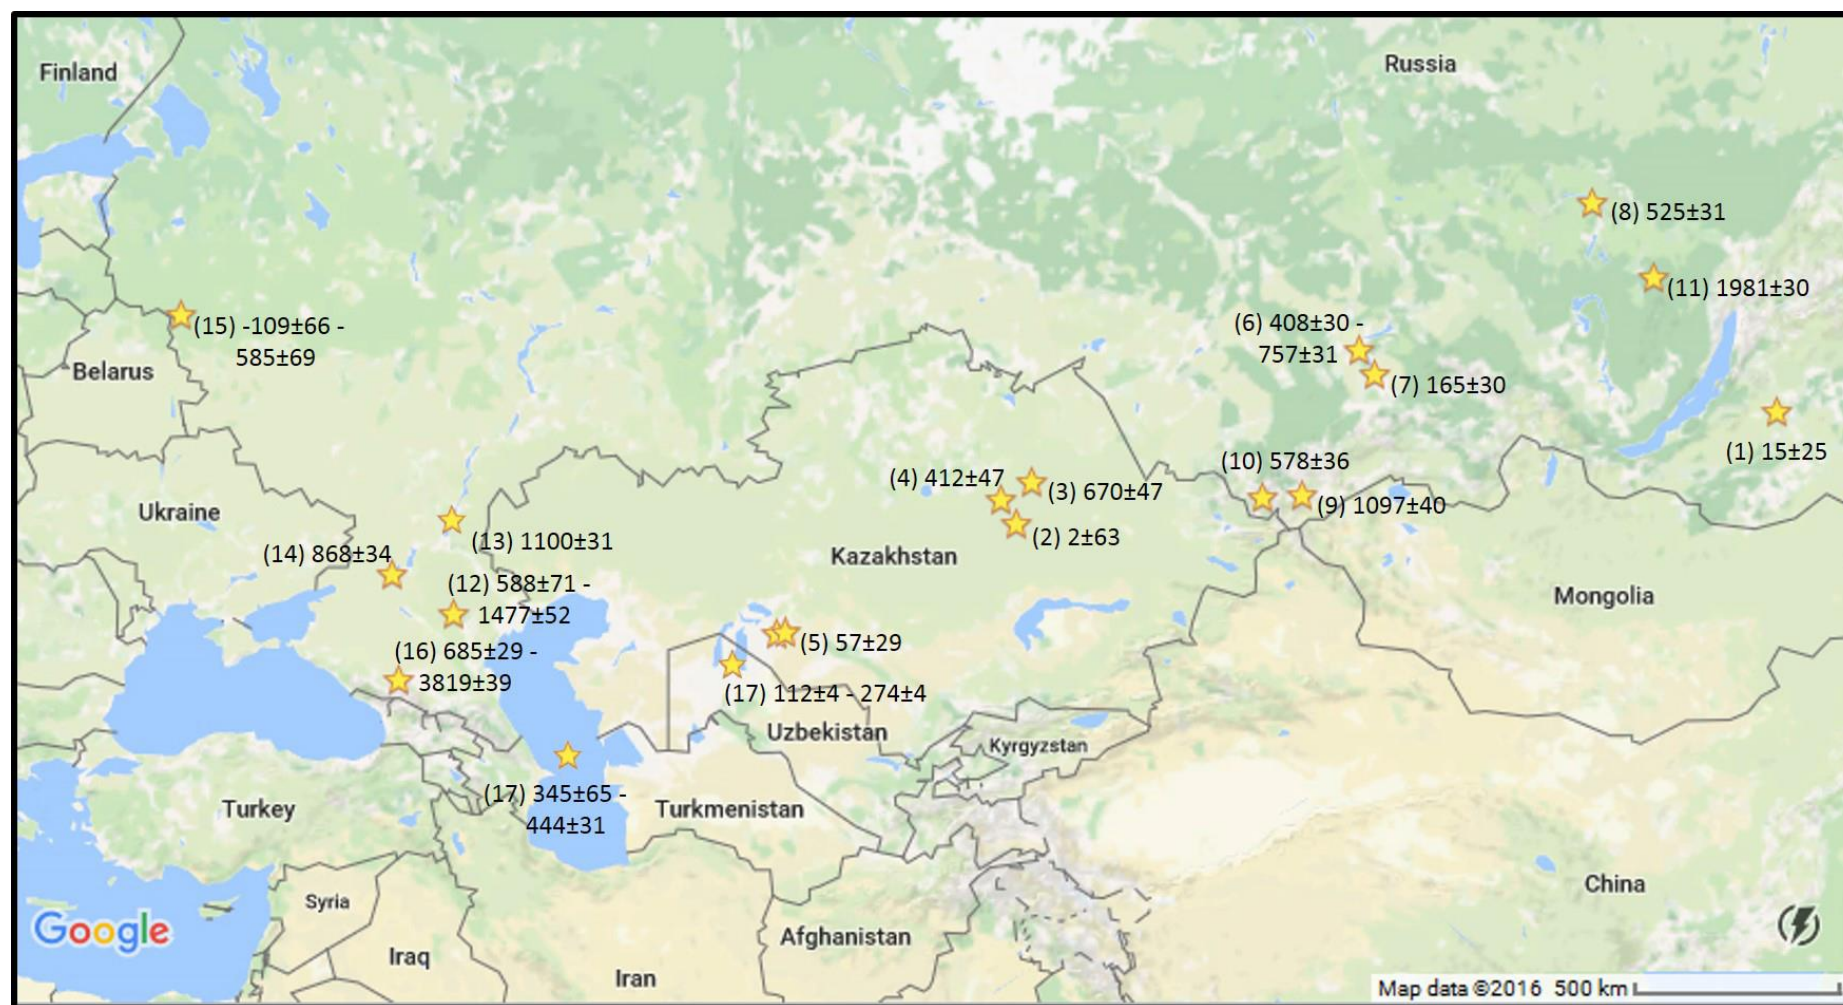 Finland
Russia
(8) 525±31
(11) 1981±30
(15) -109±66 -
585±69
(6) 408±30 -
757±31
Belarus
(7) 165±30
(1) 15±25
(10) 578±36
(4) 412±47
(3) 670±47
(9) 1097±40
Ukraine
(2) 2±63
(13) 1100±31
(14) 868±34
Kazakhstan
(12) 588±71 -
1477±52
Mongolia
(5) 57±29
(16) 685±29 -
3819±39
(17) 112±4 - 274±4
Uzbekistan
Kyrgyzstan
(17) 345±65 -
444±31
Turkey
Turkmenistan
China
Syria
Google
Afghanistan
Iraq
Iran
Map data ©2016 500 km